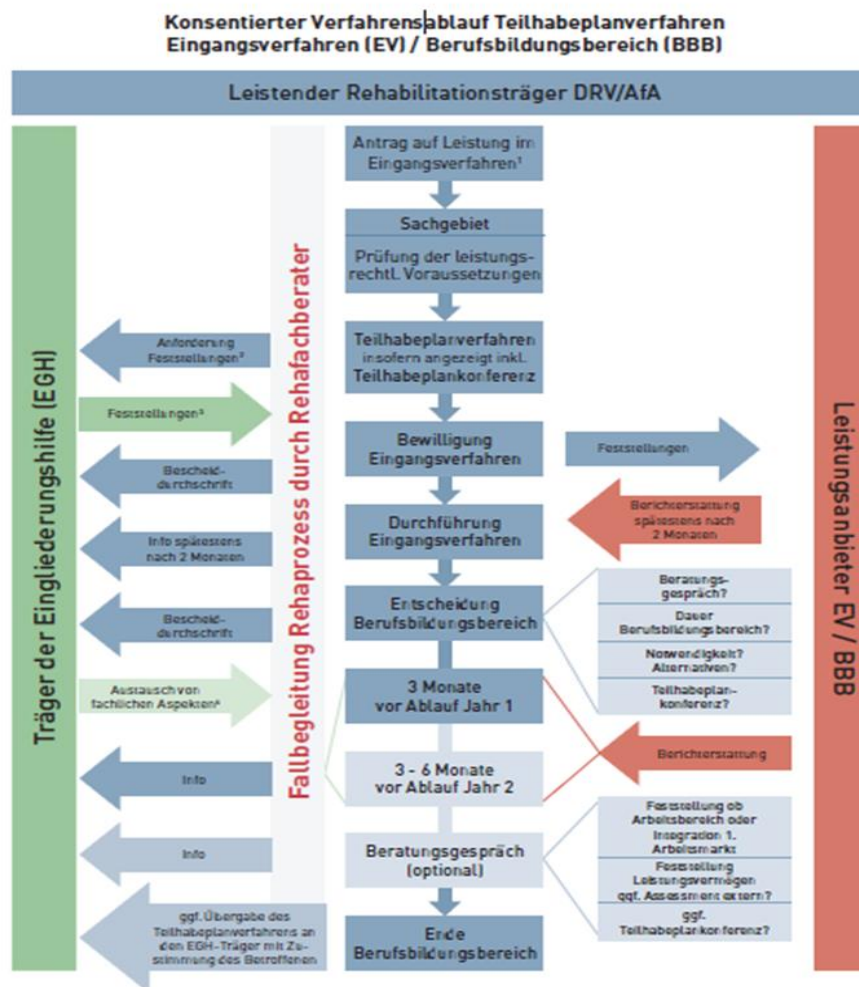 Konsentierter Verfahrensablauf Teilhabeplanverfahren
Eingangsverfahren (EV) / Berufsbildungsbereich (BBB)
Leistender Rehabilitationsträger DRV/AfA
Träger der Eingliederungshilfe (EGH)
Anforderung
Feststellungen²
Feststellungen³
Bescheid-
durchschrift
Info spätestens
nach 2 Monaten
Bescheid-
durchschrift
Austausch von
fachlichen Aspekten⁴
Info
Info
ggf. Übergabe des
Teilhabeplanverfahrens an
den EGH-Träger mit Zu-
stimmung des Betroffenen
Fallbegleitung Rehaprozess durch Rehafachberater
Antrag auf Leistung im
Eingangsverfahren¹
Sachgebiet
Prüfung der leistungs-
rechtl. Voraussetzungen
Teilhabeplanverfahren
insofern angezeigt inkl.
Teilhabeplankonferenz
Bewilligung
Eingangsverfahren
Durchführung
Eingangsverfahren
Entscheidung
Berufsbildungsbereich
3 Monate
vor Ablauf Jahr 1
3 - 6 Monate
vor Ablauf Jahr 2
Beratungsgespräch
(optional)
Ende
Berufsbildungsbereich
Feststellungen
Berichterstattung
spätestens nach
2 Monaten
Beratungs-
gespräch?
Dauer
Berufsbildungsbereich?
Notwendigkeit?
Alternativen?
Teilhabeplan-
konferenz?
Berichterstattung
Feststellung ob
Arbeitsbereich oder
Integration 1.
Arbeitsmarkt
Feststellung
Leistungsvermögen
ggf. Assessment extern?
ggf.
Teilhabeplankonferenz?
Leistungsanbieter EV / BBB